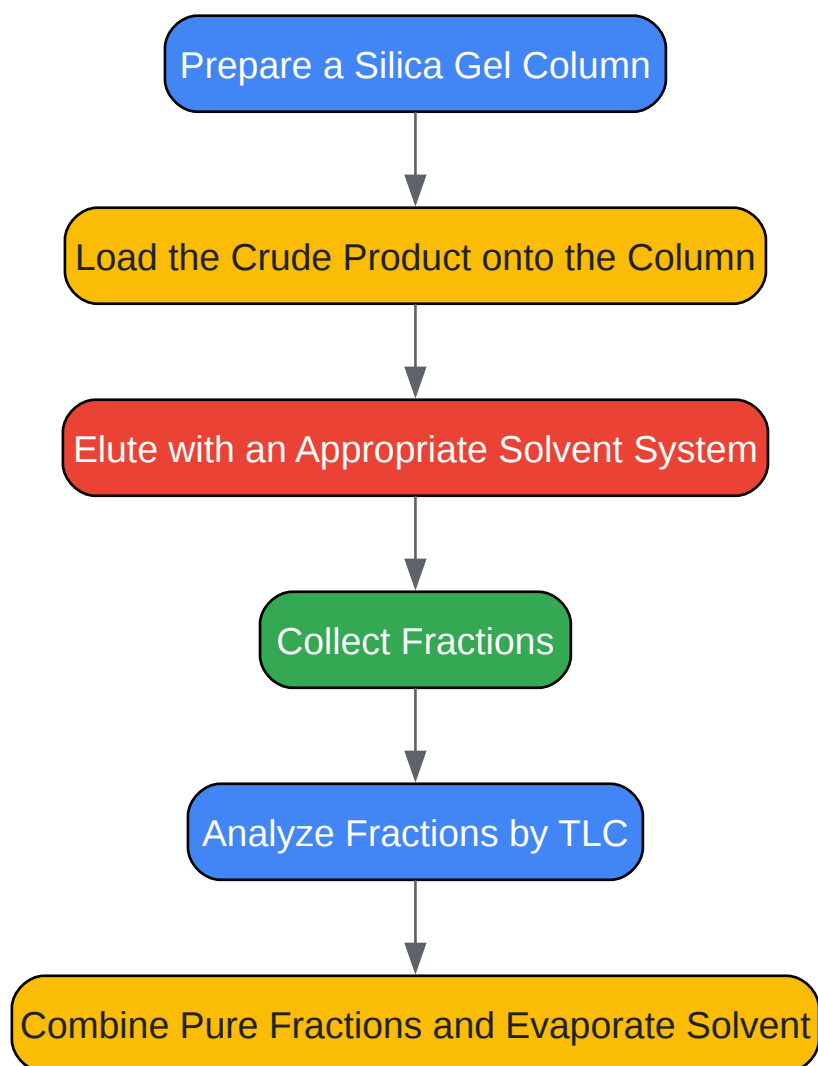 Prepare a Silica Gel Column
Load the Crude Product onto the Column
Elute with an Appropriate Solvent System
Collect Fractions
Analyze Fractions by TLC
Combine Pure Fractions and Evaporate Solvent